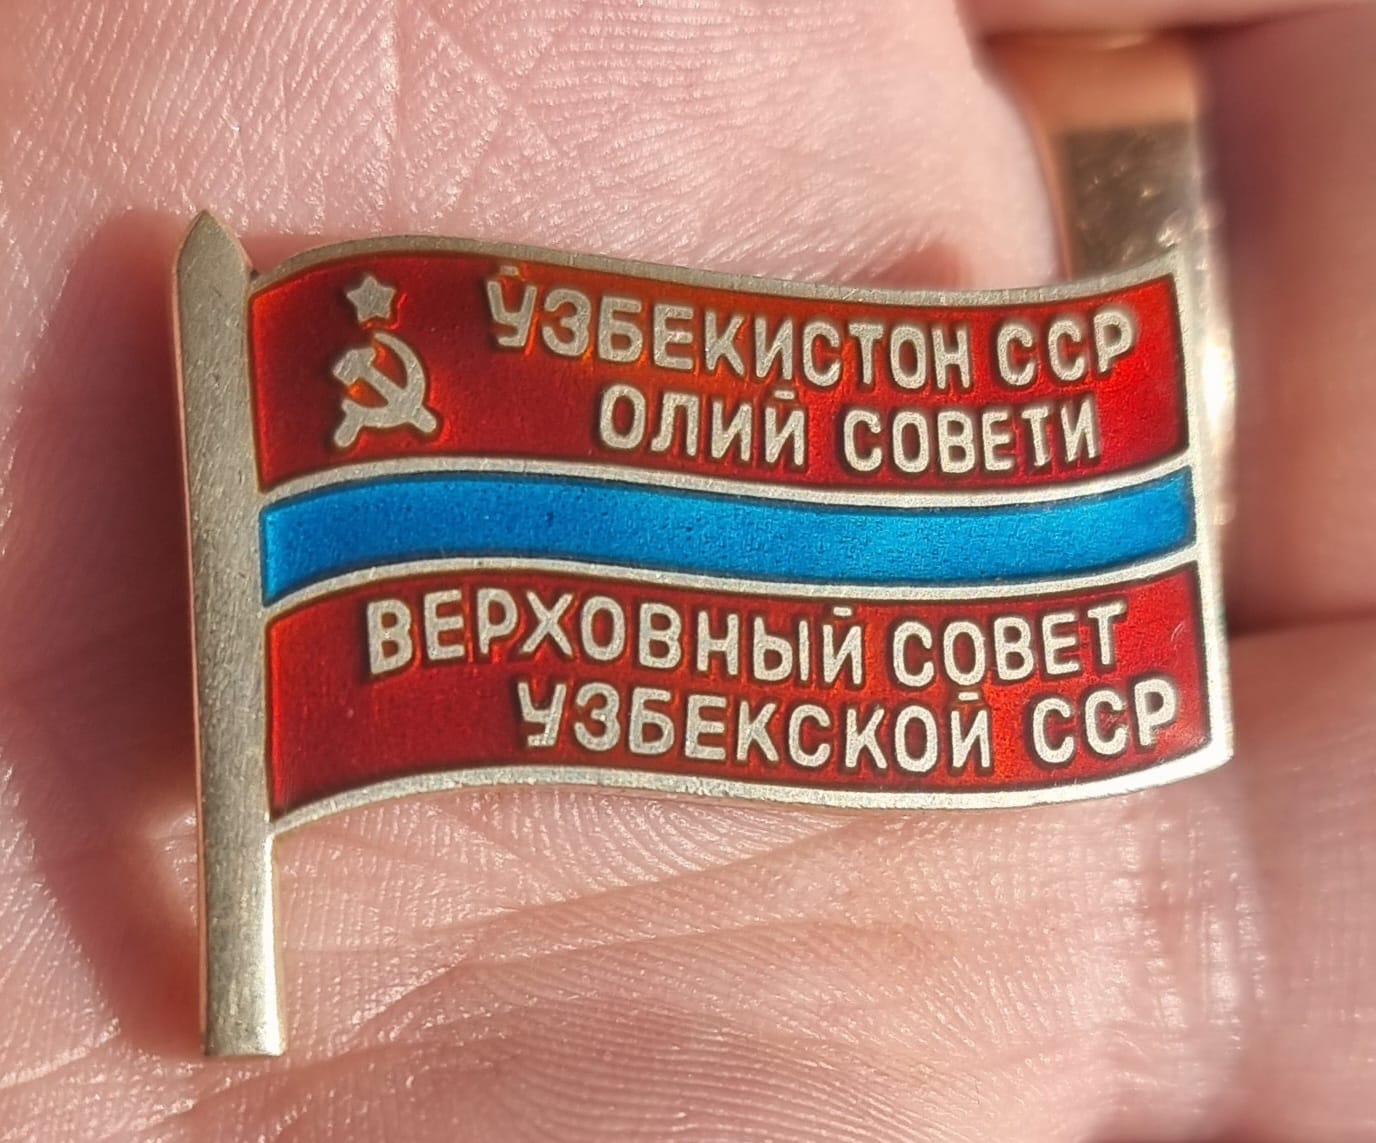 ЎЗБЕКИСТОН ССР
ОЛИЙ СОВЕТИ
ВЕРХОВНЫЙ СОВЕТ
УЗБЕКСКОЙ ССР